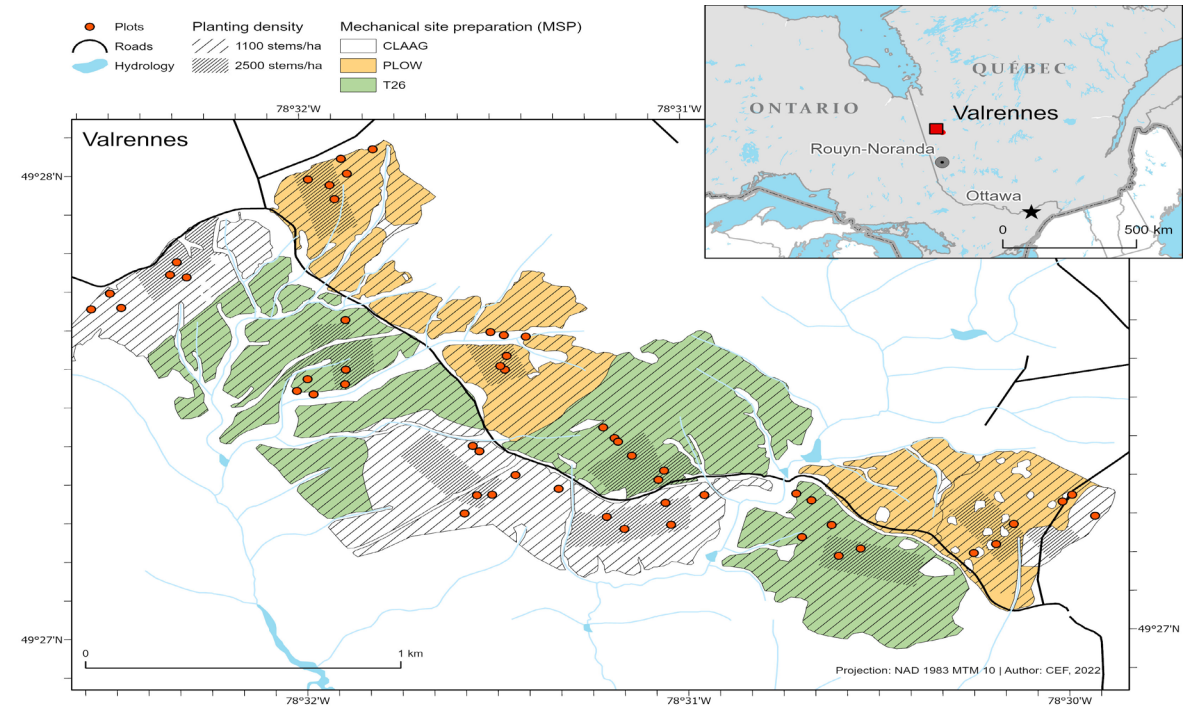 Plots
Roads
Hydrology
Planting density
1100 stems/ha
2500 stems/ha
Mechanical site preparation (MSP)
CLAAG
PLOW
T26
QUÉBEC
ONTARIO
Valrennes
Rouyn-Noranda
Ottawa
0 500 km
78°32'W 78°31'W
Valrennes
49°28'N
49°27'N 49°27'N
0 1 km
Projection: NAD 1983 MTM 10 | Author: CEF, 2022
78°32'W 78°31'W 78°30'W